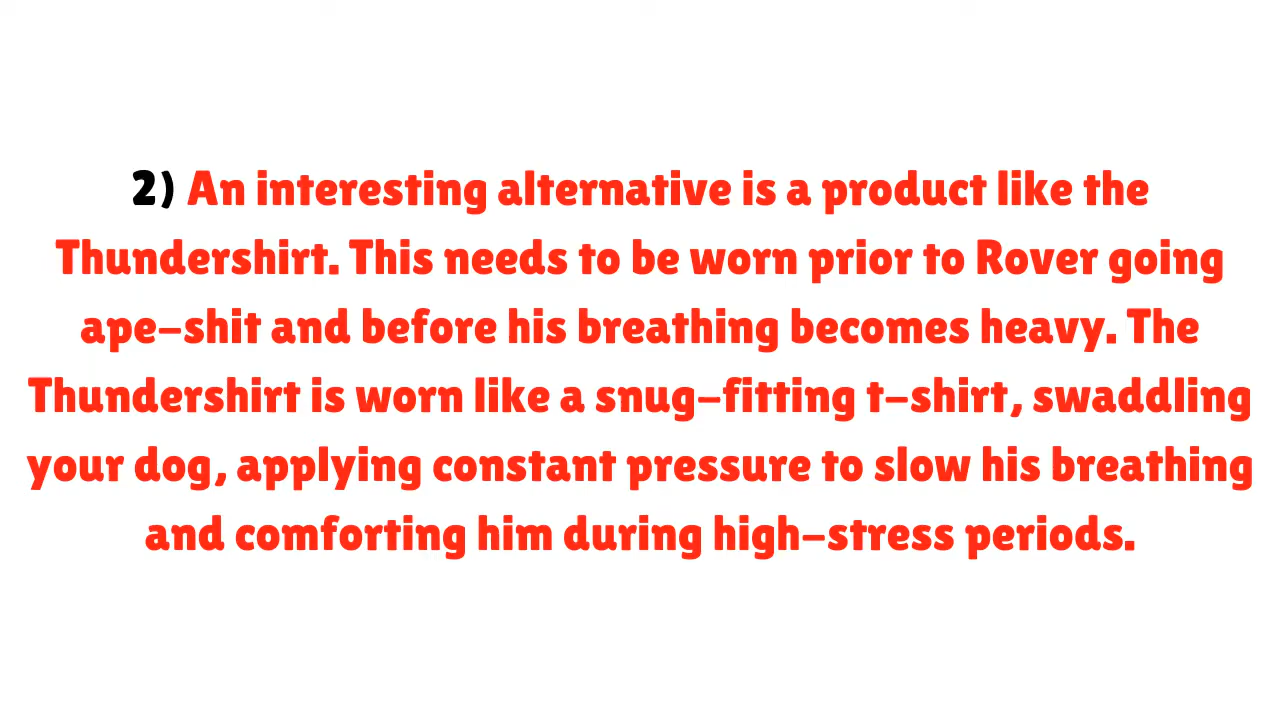 2) An interesting alternative is a product like the
Thundershirt. This needs to be worn prior to Rover going
ape-shit and before his breathing becomes heavy. The
Thundershirt is worn like a snug-fitting t-shirt, swaddling
your dog, applying constant pressure to slow his breathing
and comforting him during high-stress periods.